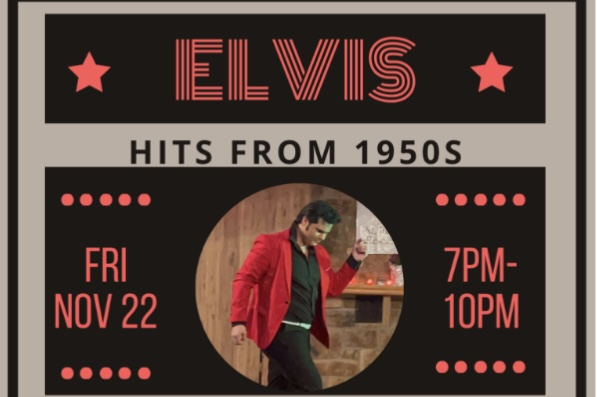 ELVIS
HITS FROM 1950S
FRI
NOV 22
7PM-
10PM